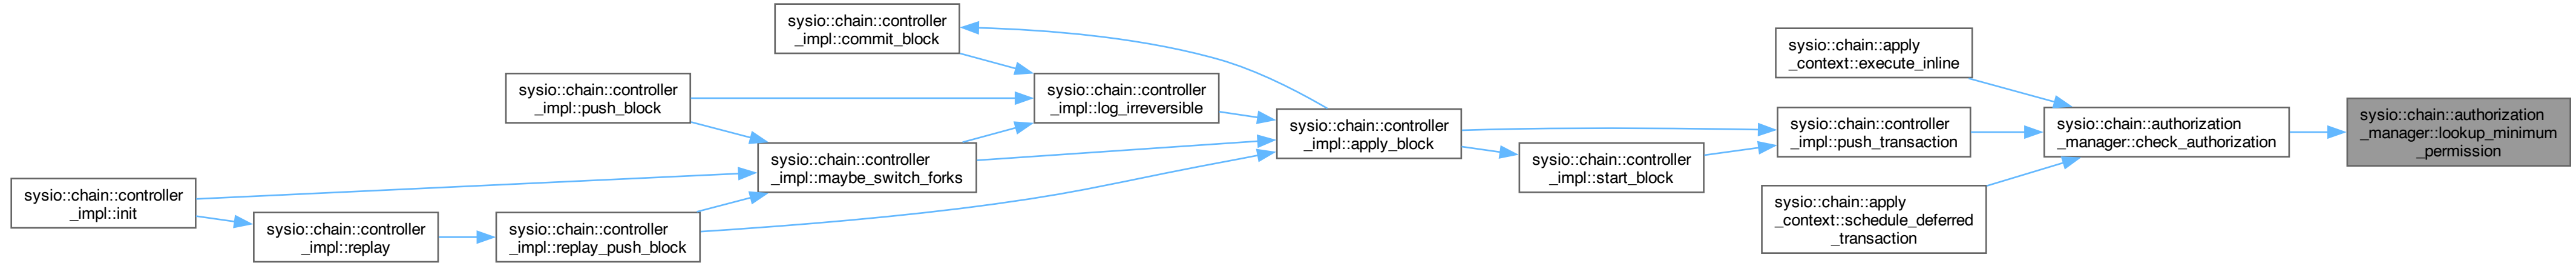 sysio::chain::controller
_impl::commit_block
sysio::chain::apply
_context::execute_inline
sysio::chain::controller
_impl::push_block
sysio::chain::controller
_impl::log_irreversible
sysio::chain::controller
_impl::apply_block
sysio::chain::controller
_impl::push_transaction
sysio::chain::authorization
_manager::check_authorization
sysio::chain::authorization
_manager::lookup_minimum
_permission
sysio::chain::controller
_impl::maybe_switch_forks
sysio::chain::controller
_impl::start_block
sysio::chain::controller
_impl::init
sysio::chain::controller
_impl::replay
sysio::chain::controller
_impl::replay_push_block
sysio::chain::apply
_context::schedule_deferred
_transaction